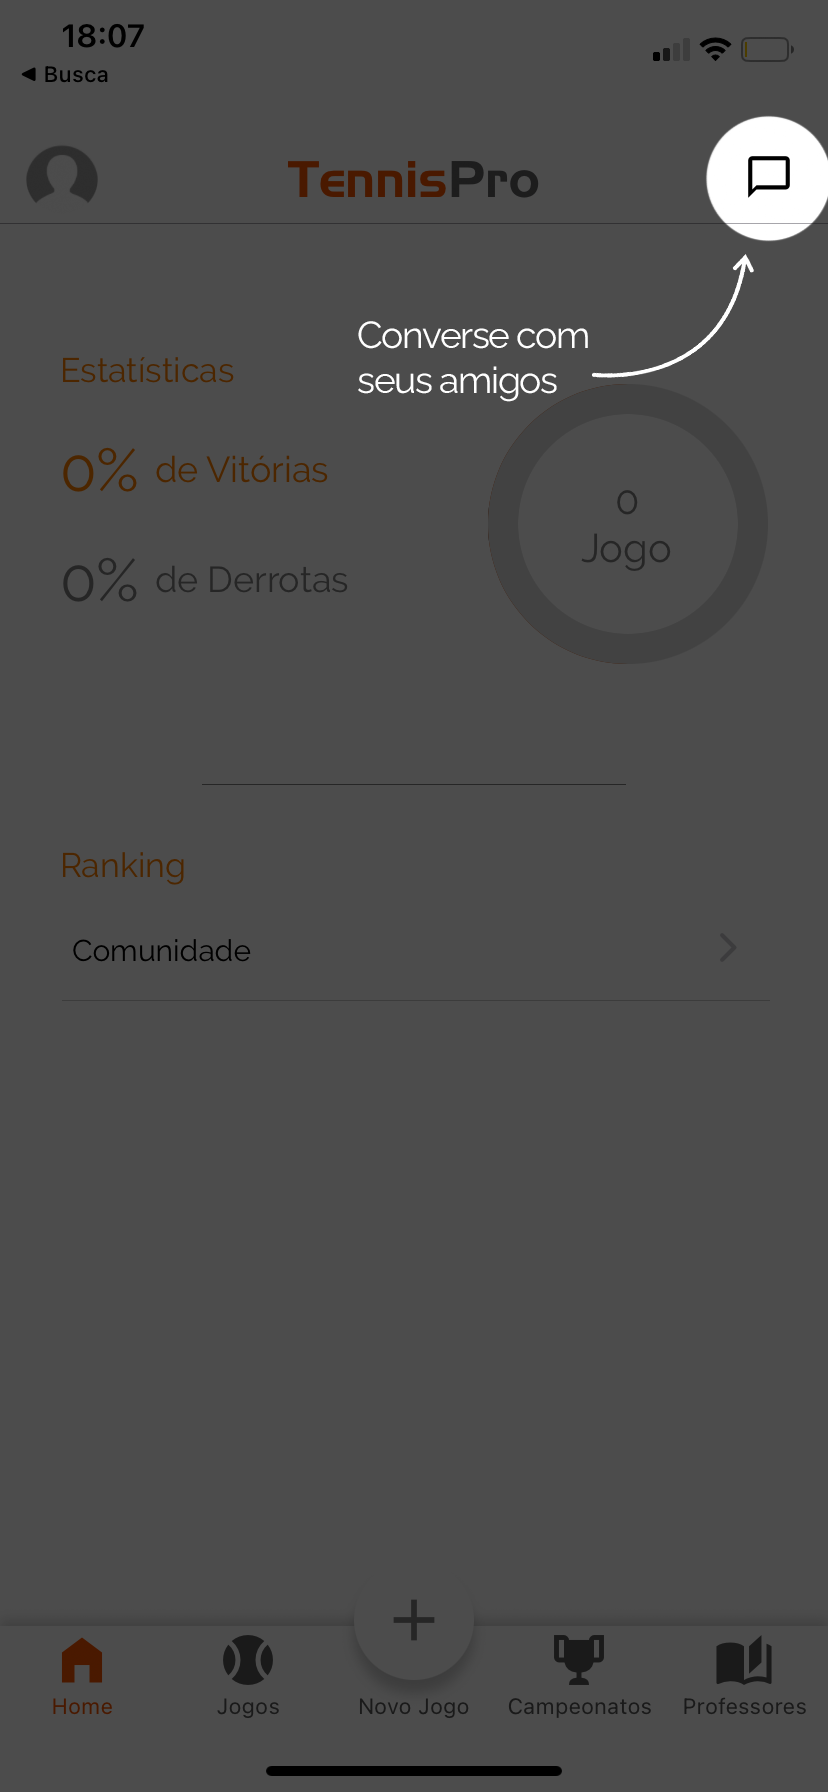 18:07
◀ Busca
TennisPro
Converse com
seus amigos
Estatísticas
0% de Vitórias
0% de Derrotas
0
Jogo
Ranking
Comunidade
Home
Jogos
Novo Jogo
Campeonatos
Professores